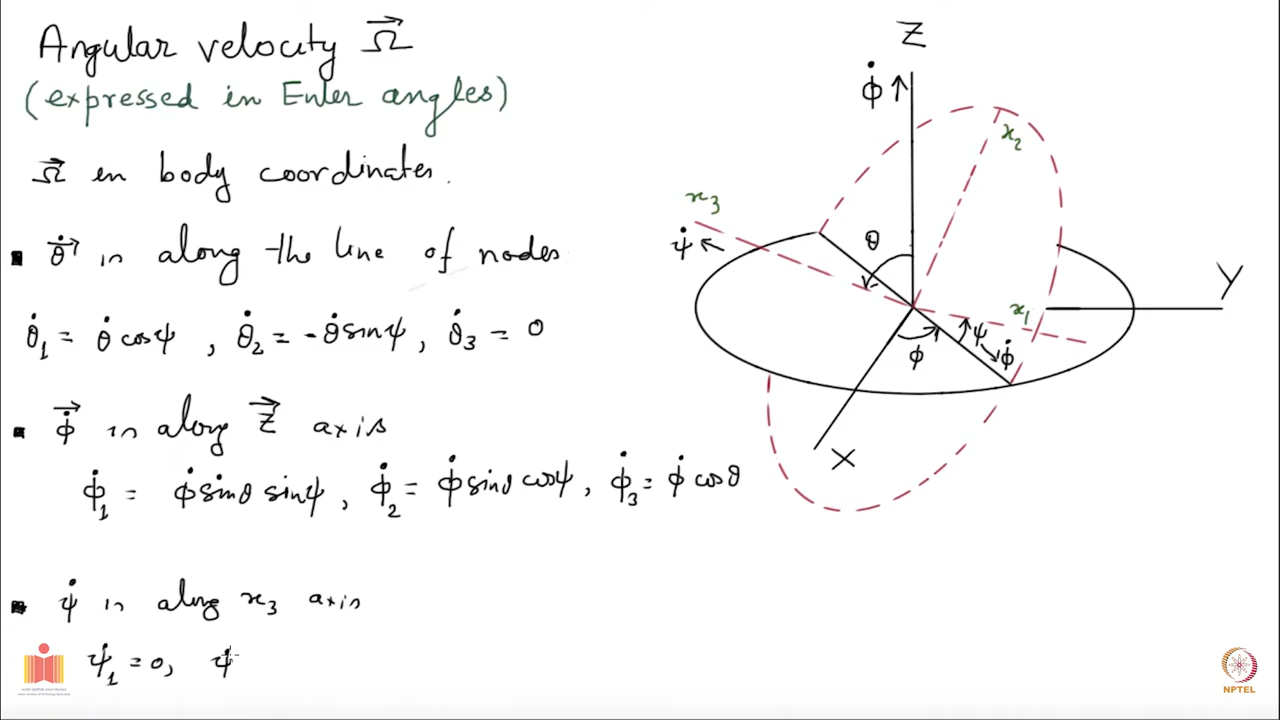 Angular velocity Ω⃗
(expressed in Euler angles)
Ω⃗ in body coordinates.
θ̇⃗ is along the line of nodes.
θ̇₁ = θ̇ cosψ , θ̇₂ = -θ̇ sinψ , θ̇₃ = 0
ϕ̇⃗ is along Z⃗ axis
ϕ̇₁ = ϕ̇ sinθ sinψ , ϕ̇₂ = ϕ̇ sinθ cosψ , ϕ̇₃ = ϕ̇ cosθ
ψ̇ is along x₃ axis
ψ̇₁ = 0, ψ̇
Z
ϕ̇
x₂
x₃
ψ̇
θ
Y
x₁
ψ
ϕ
ϕ̇
X
NPTEL